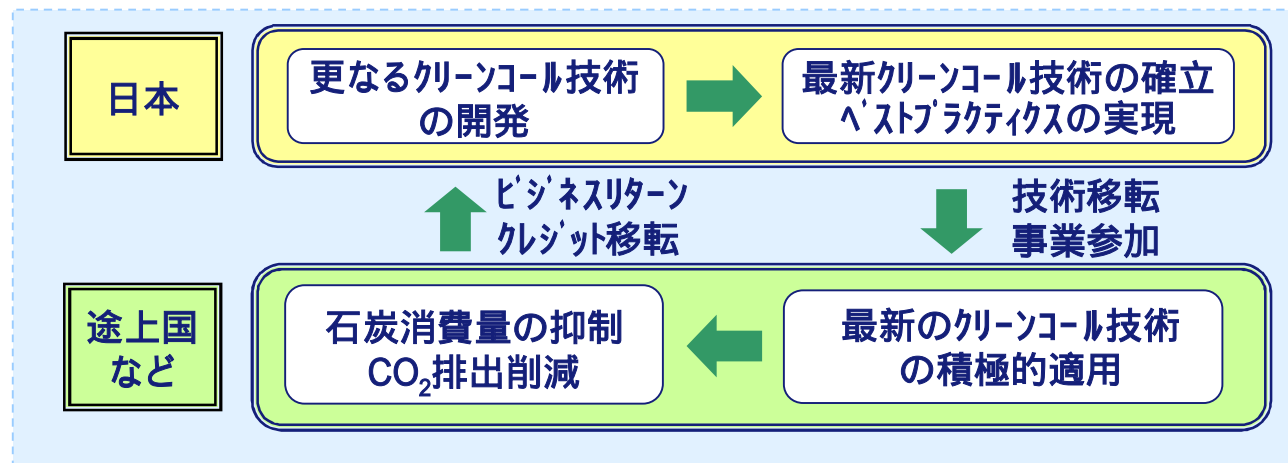 日本
更なるｸﾘｰﾝｺｰﾙ技術
の開発
最新ｸﾘｰﾝｺｰﾙ技術の確立
ﾍﾞｽﾄﾌﾟﾗｸﾃｨｸｽの実現
ﾋﾞｼﾞﾈｽﾘﾀｰﾝ
ｸﾚｼﾞｯﾄ移転
技術移転
事業参加
途上国
など
石炭消費量の抑制
CO₂排出削減
最新のｸﾘｰﾝｺｰﾙ技術
の積極的適用